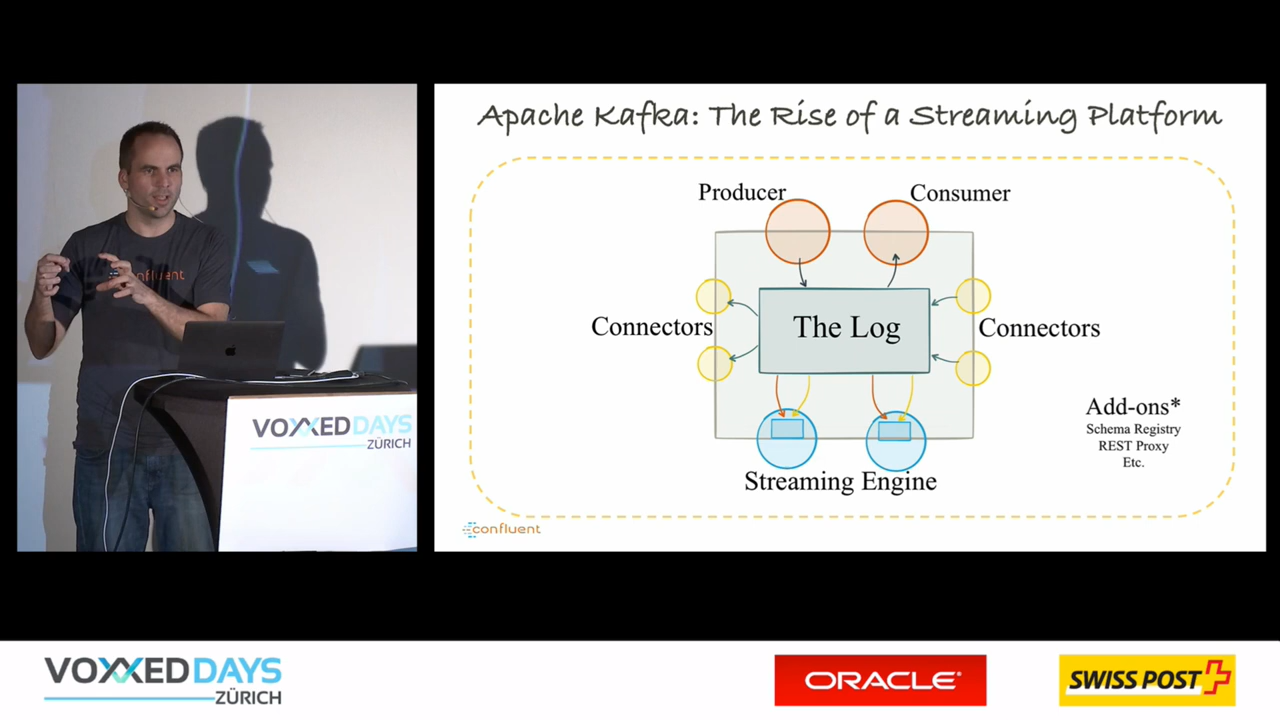 Apache Kafka: The Rise of a Streaming Platform
Producer
Consumer
Connectors
The Log
Connectors
Add-ons*
Schema Registry
REST Proxy
Etc.
Streaming Engine
confluent
nfluent
VOXXED DAYS
ZÜRICH
VOXXED DAYS
ZÜRICH
ORACLE®
SWISS POST